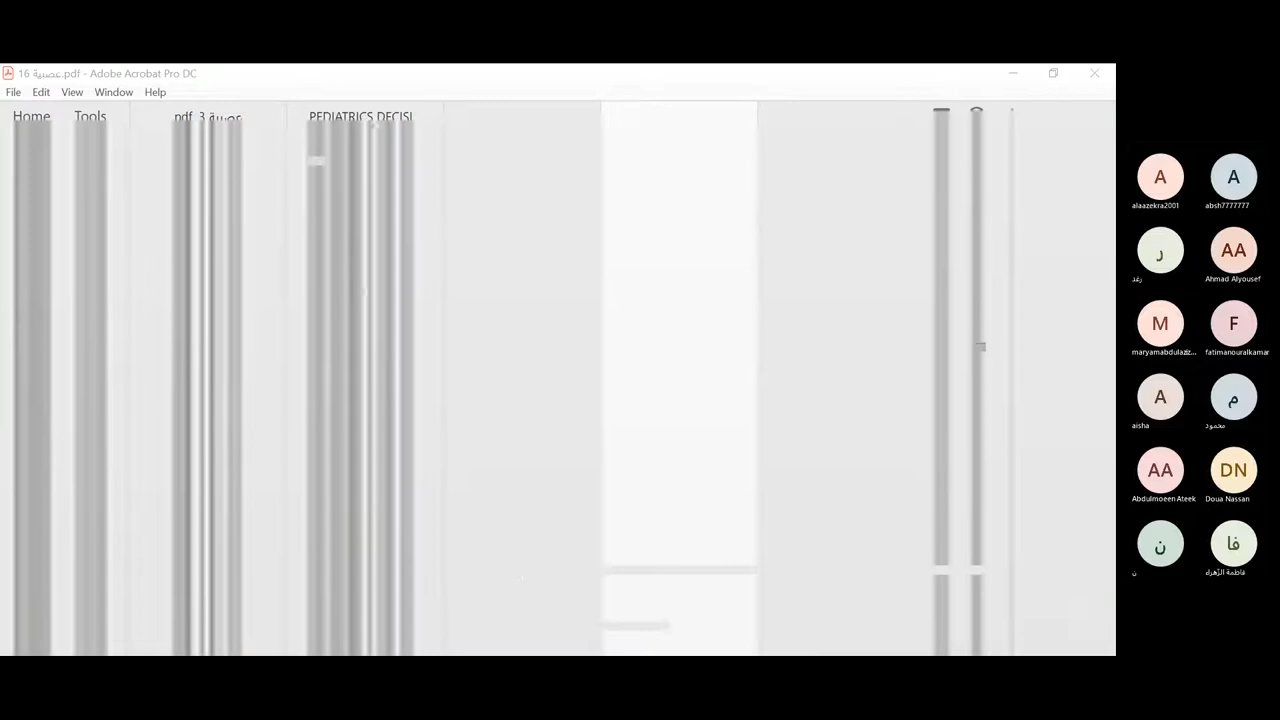 عصبية 16.pdf - Adobe Acrobat Pro DC
File Edit View Window Help
Home Tools عصبية 3.pdf PEDIATRICS DECISI
A A
alaazekra2001 absh7777777
ر AA
رغد Ahmad Alyousef
M F
maryamabdulaziz... fatimanouralkamar
A م
aisha محمود
AA DN
Abdulmoeen Ateek Doua Nassan
ن فا
ن فاطمة الزّهراء